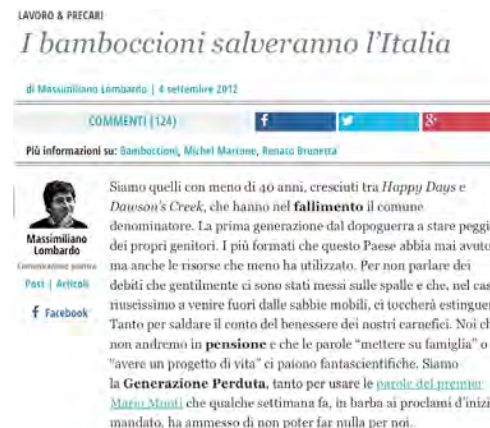 LAVORO & PRECARI
I bamboccioni salveranno l'Italia
di Massimiliano Lombardo | 4 settembre 2012
COMMENTI (124)
f
8+
Più informazioni su: Bamboccioni, Michel Martone, Renato Brunetta
Massimiliano
Lombardo
Comunicazione politica
Post | Articoli
f Facebook
Siamo quelli con meno di 40 anni, cresciuti tra Happy Days e
Dawson's Creek, che hanno nel fallimento il comune
denominatore. La prima generazione dal dopoguerra a stare peggi
dei propri genitori. I più formati che questo Paese abbia mai avuto
ma anche le risorse che meno ha utilizzato. Per non parlare dei
debiti che gentilmente ci sono stati messi sulle spalle e che, nel cas
riuscissimo a venire fuori dalle sabbie mobili, ci toccherà estinguer
Tanto per saldare il conto del benessere dei nostri carnefici. Noi ch
non andremo in pensione e che le parole "mettere su famiglia" o
"avere un progetto di vita" ci paiono fantascientifiche. Siamo
la Generazione Perduta, tanto per usare le parole del premier
Mario Monti che qualche settimana fa, in barba ai proclami d'inizi
mandato, ha ammesso di non poter far nulla per noi.